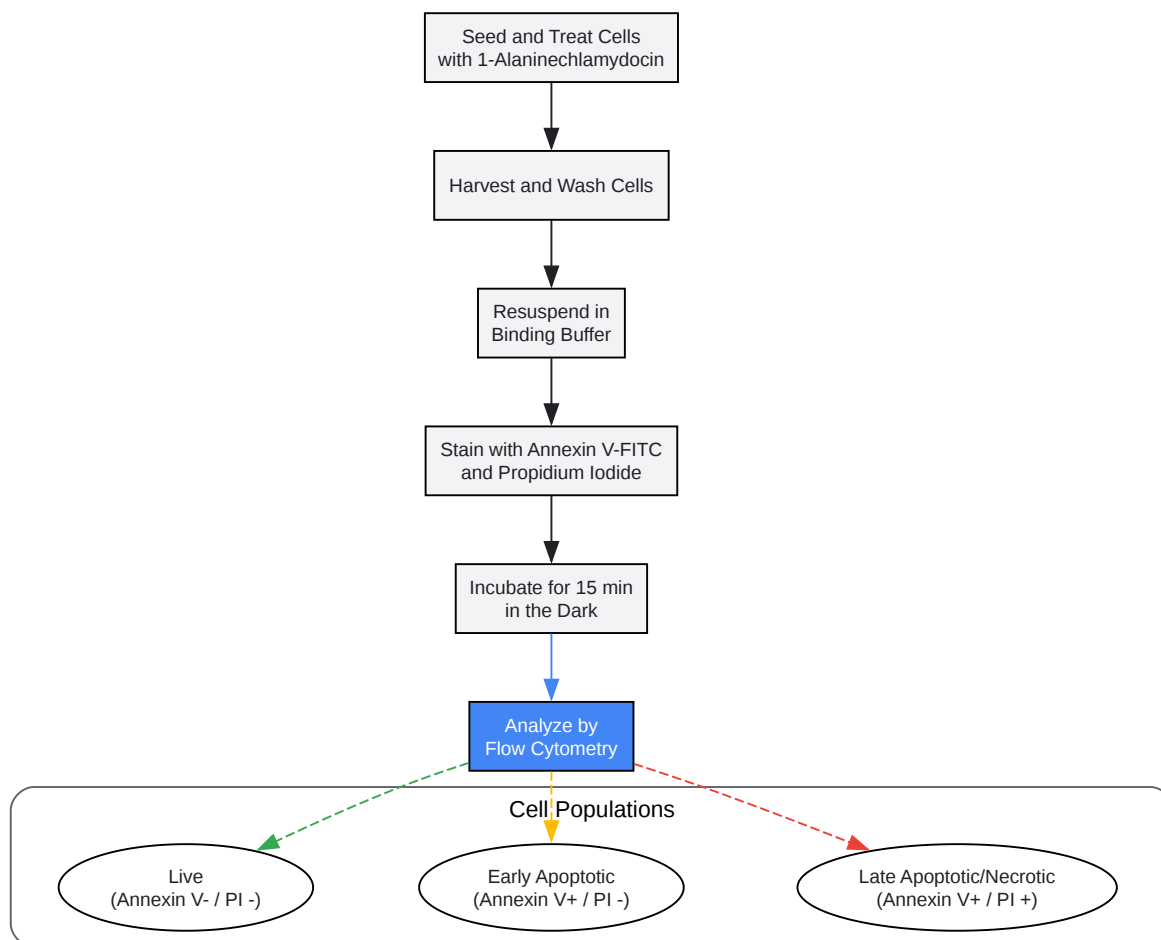 Seed and Treat Cells
with 1-Alaninechlamydocin
Harvest and Wash Cells
Resuspend in
Binding Buffer
Stain with Annexin V-FITC
and Propidium Iodide
Incubate for 15 min
in the Dark
Analyze by
Flow Cytometry
Cell Populations
Live
(Annexin V- / PI -)
Early Apoptotic
(Annexin V+ / PI -)
Late Apoptotic/Necrotic
(Annexin V+ / PI +)